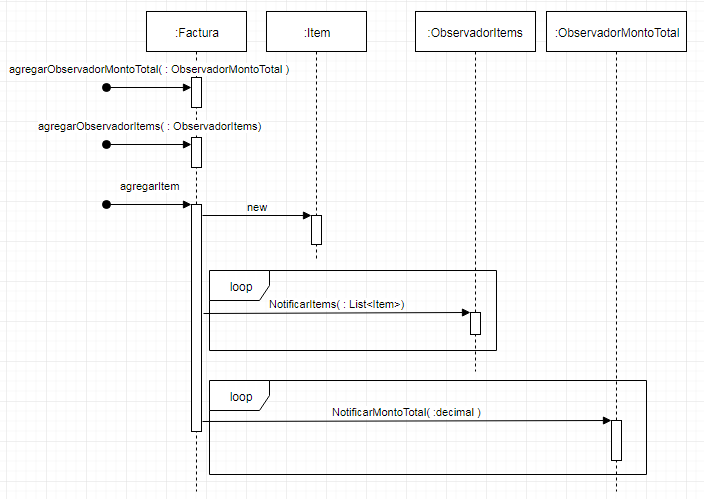 :Factura
:Item
:ObservadorItems
:ObservadorMontoTotal
agregarObservadorMontoTotal( : ObservadorMontoTotal )
agregarObservadorItems( : ObservadorItems)
agregarItem
new
loop
NotificarItems( : List<Item>)
loop
NotificarMontoTotal( :decimal )